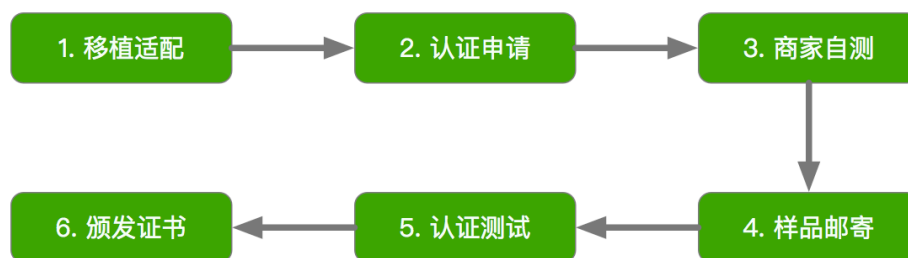 1. 移植适配
2. 认证申请
3. 商家自测
4. 样品邮寄
5. 认证测试
6. 颁发证书